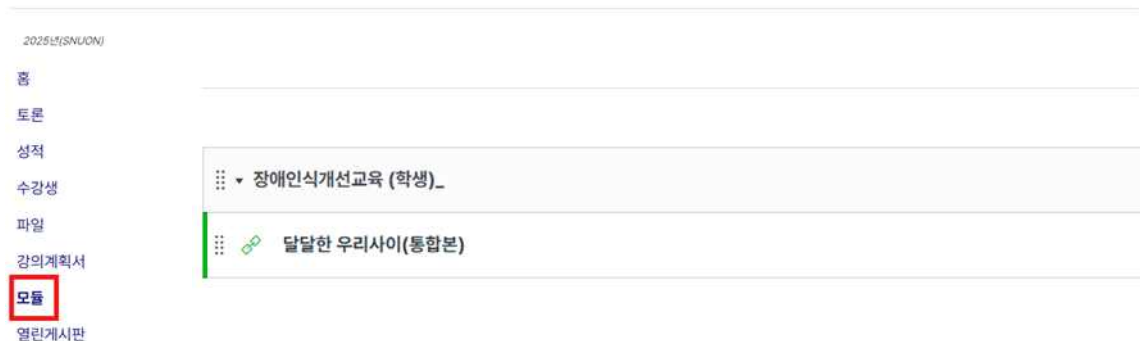 2025년(SNUON)
홈
토론
성적
수강생
파일
강의계획서
모듈
열린게시판
장애인식개선교육 (학생)_
달달한 우리사이(통합본)